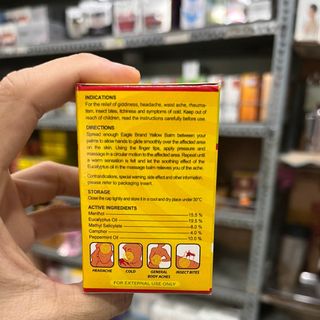 INDICATIONS
For the relief of giddiness, headache, waist ache, rheuma-
tism, insect bites, itchiness and symptoms of cold. Keep out
of reach of children, read the instructions carefully before use.
DIRECTIONS
Spread enough Eagle Brand Yellow Balm between your
palms to allow hands to glide smoothly over the affected area
on the skin. Using the finger tips, apply pressure and
massage in a circular motion to the affected area. Repeat until
a warm sensation is felt and let the soothing effect of the
Eucalyptus oil in the massage balm relieves you of the ache.
Contraindications, special warning, side effect and other information,
please refer to packaging insert.
STORAGE
Close the cap tightly and store it in a cool and dry place under 30°C
ACTIVE INGREDIENTS
Menthol 15.5 %
Eucalyptus Oil 19.5 %
Methyl Salicylate 8.0 %
Camphor 4.0 %
Peppermint Oil 10.0 %
HEADACHE
COLD
GENERAL
BODY ACHES
INSECT BITES
FOR EXTERNAL USE ONLY